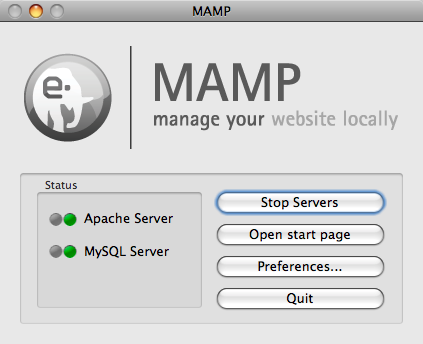 MAMP
e.
MAMP
manage your website locally
Status
Apache Server
MySQL Server
Stop Servers
Open start page
Preferences...
Quit